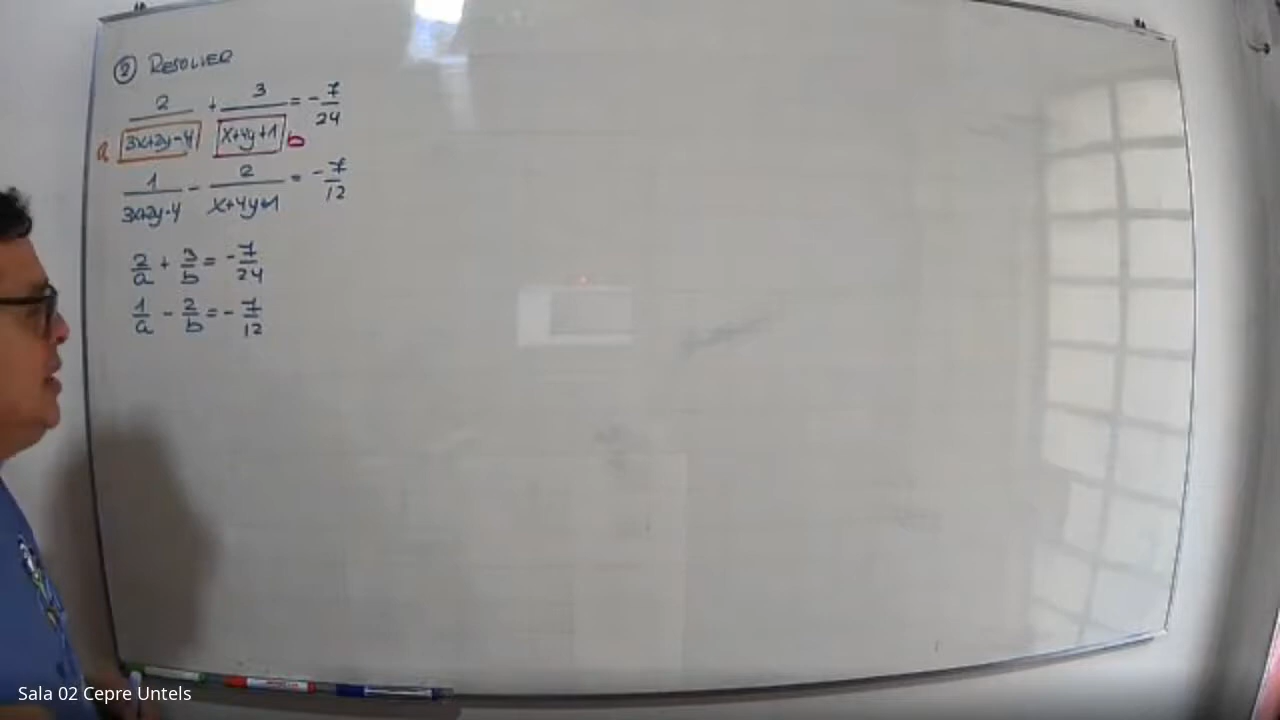 ② RESOLVER
2/(3x+2y-4) + 3/(x+4y+1) = -7/24
a b
1/(3x+2y-4) - 2/(x+4y+1) = -7/12
2/a + 3/b = -7/24
1/a - 2/b = -7/12
Sala 02 Cepre Untels